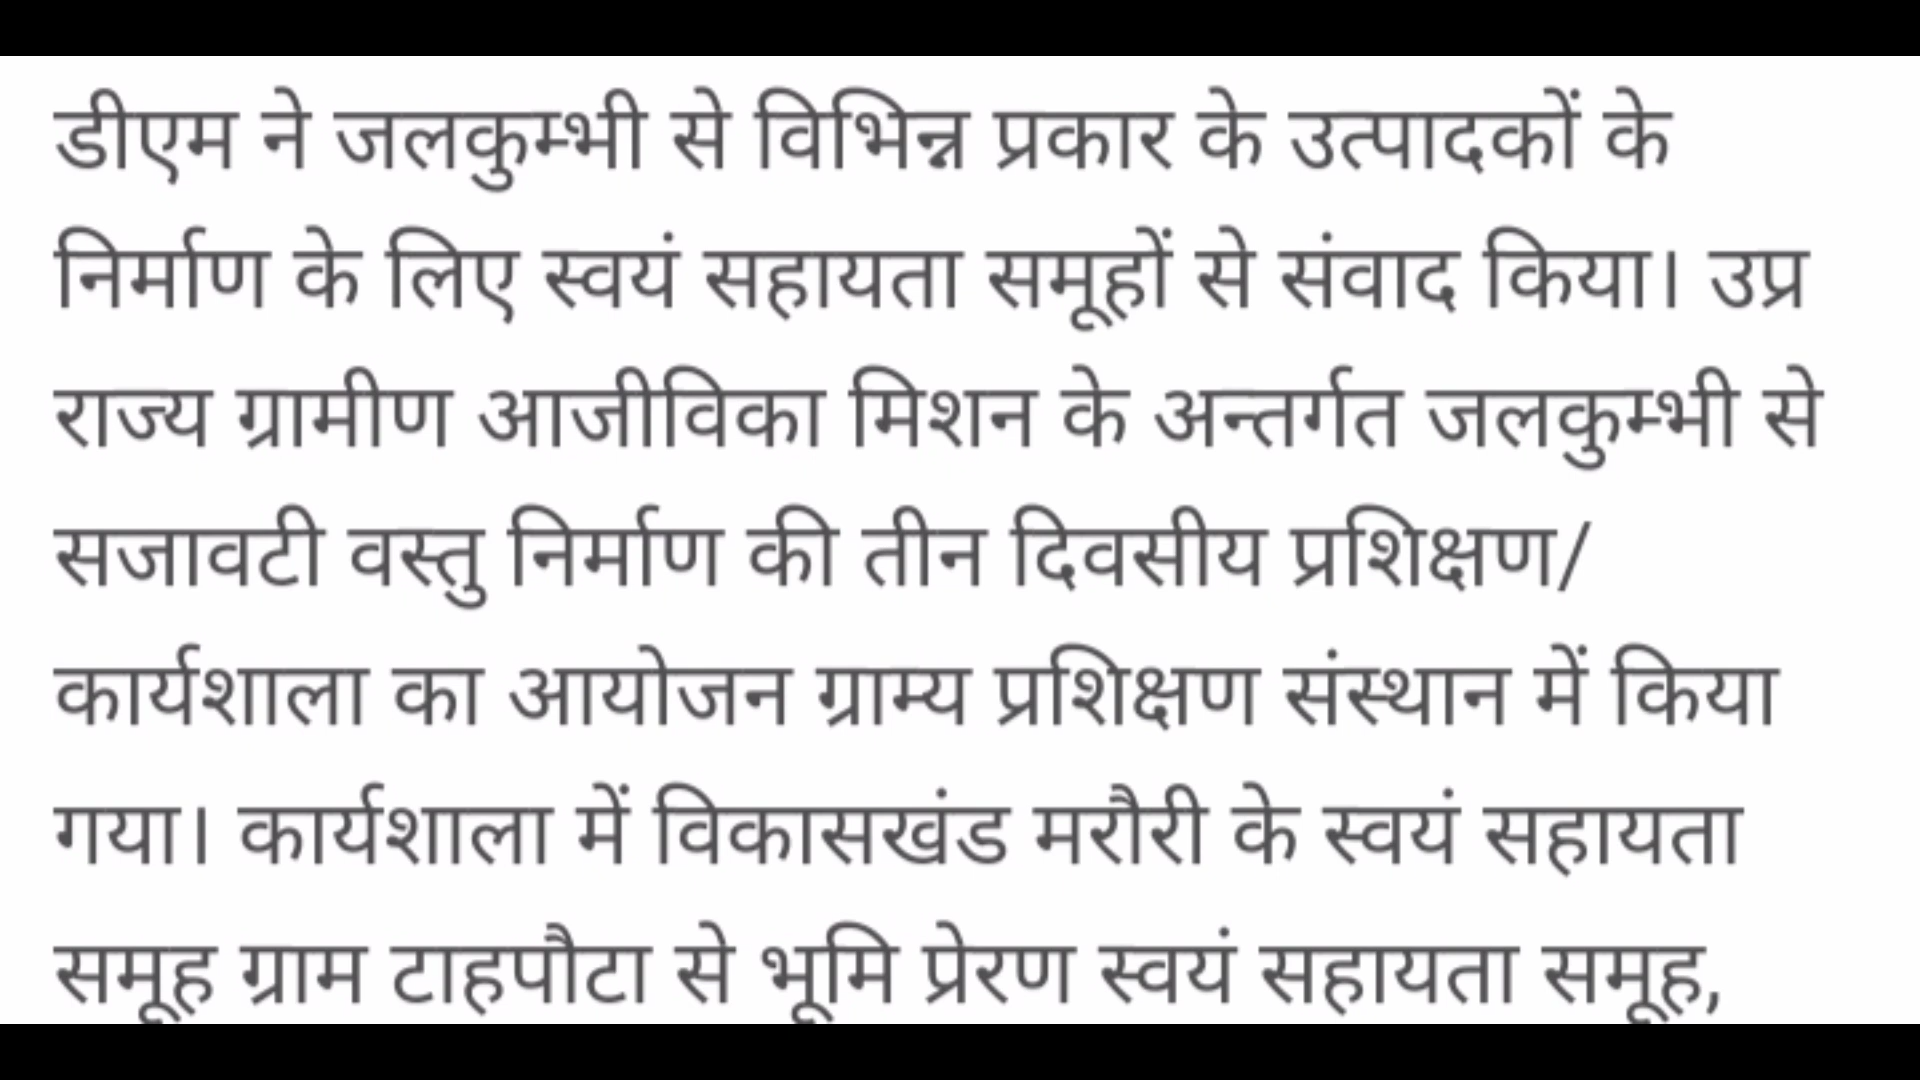 डीएम ने जलकुम्भी से विभिन्न प्रकार के उत्पादकों के
निर्माण के लिए स्वयं सहायता समूहों से संवाद किया। उप्र
राज्य ग्रामीण आजीविका मिशन के अन्तर्गत जलकुम्भी से
सजावटी वस्तु निर्माण की तीन दिवसीय प्रशिक्षण/
कार्यशाला का आयोजन ग्राम्य प्रशिक्षण संस्थान में किया
गया। कार्यशाला में विकासखंड मरौरी के स्वयं सहायता
समूह ग्राम टाहपौटा से भूमि प्रेरण स्वयं सहायता समूह,